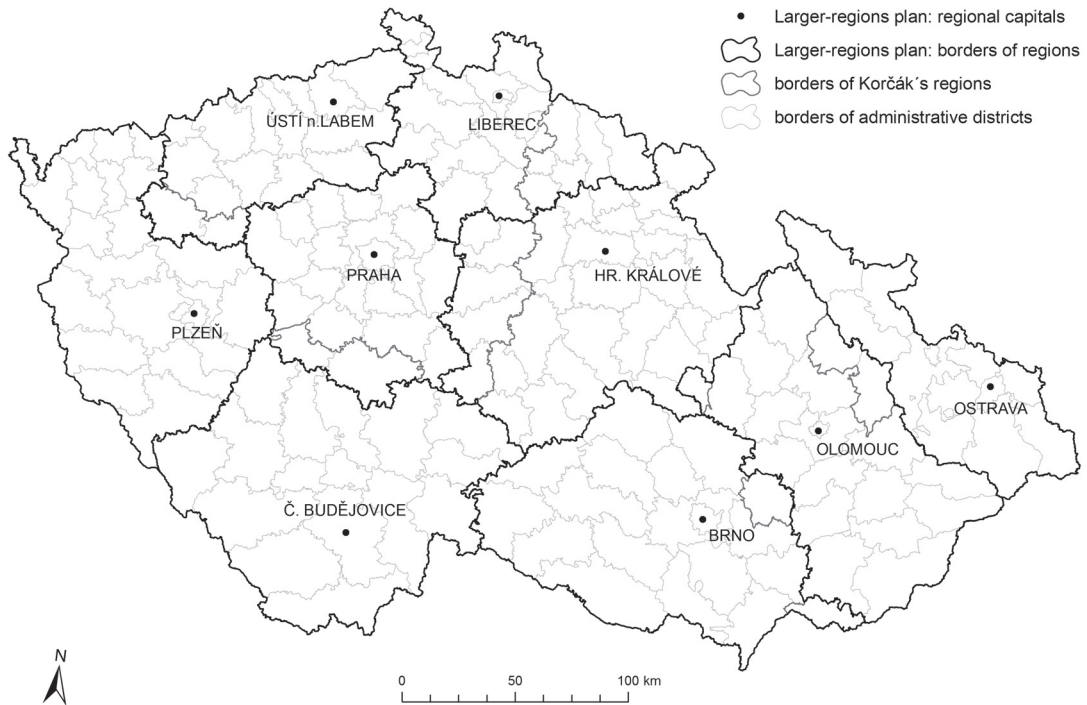 Larger-regions plan: regional capitals
Larger-regions plan: borders of regions
borders of Korčák´s regions
borders of administrative districts
ÚSTÍ n.LABEM
LIBEREC
PRAHA
HR. KRÁLOVÉ
PLZEŇ
OSTRAVA
OLOMOUC
Č. BUDĚJOVICE
BRNO
N
0 50 100 km